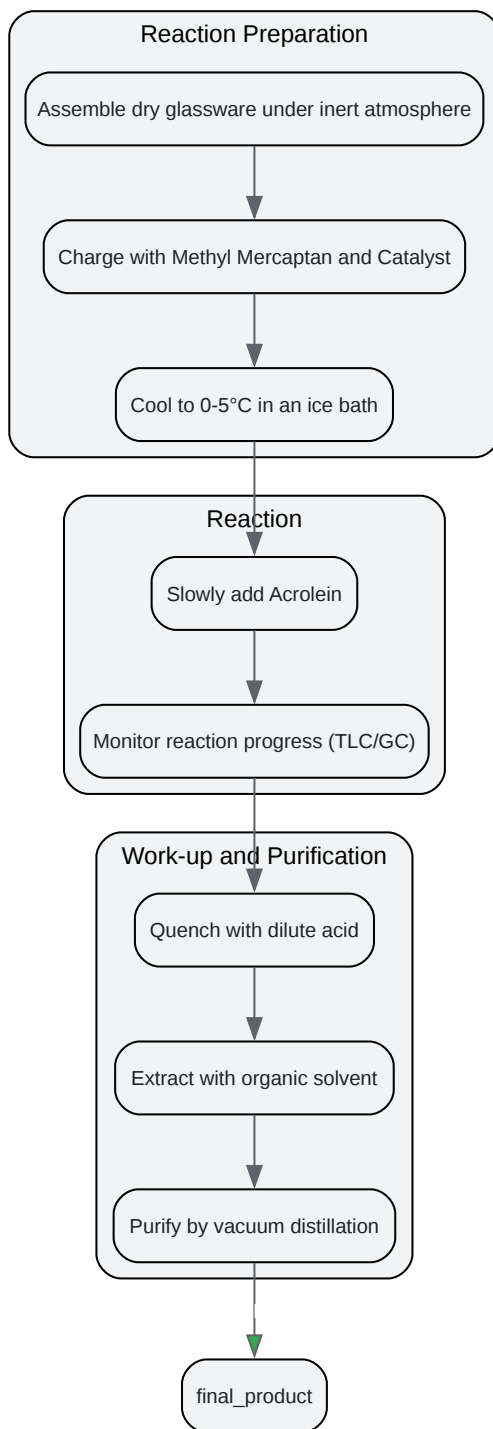 Reaction Preparation
Assemble dry glassware under inert atmosphere
Charge with Methyl Mercaptan and Catalyst
Cool to 0-5°C in an ice bath
Reaction
Slowly add Acrolein
Monitor reaction progress (TLC/GC)
Work-up and Purification
Quench with dilute acid
Extract with organic solvent
Purify by vacuum distillation
final_product